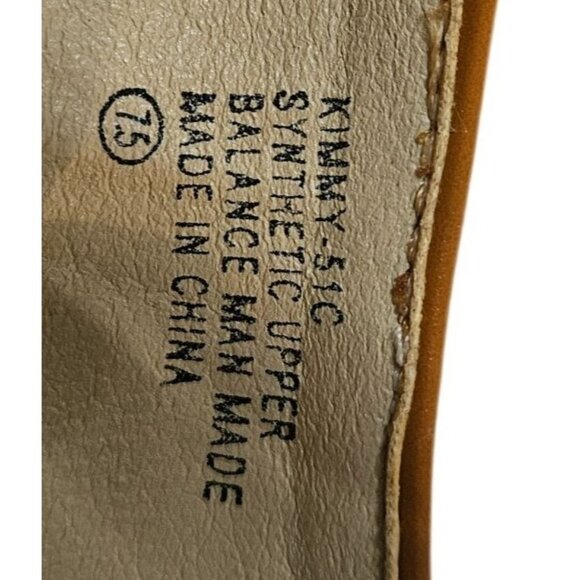 KIMMY-51C
SYNTHETIC UPPER
BALANCE MAN MADE
MADE IN CHINA
7.5